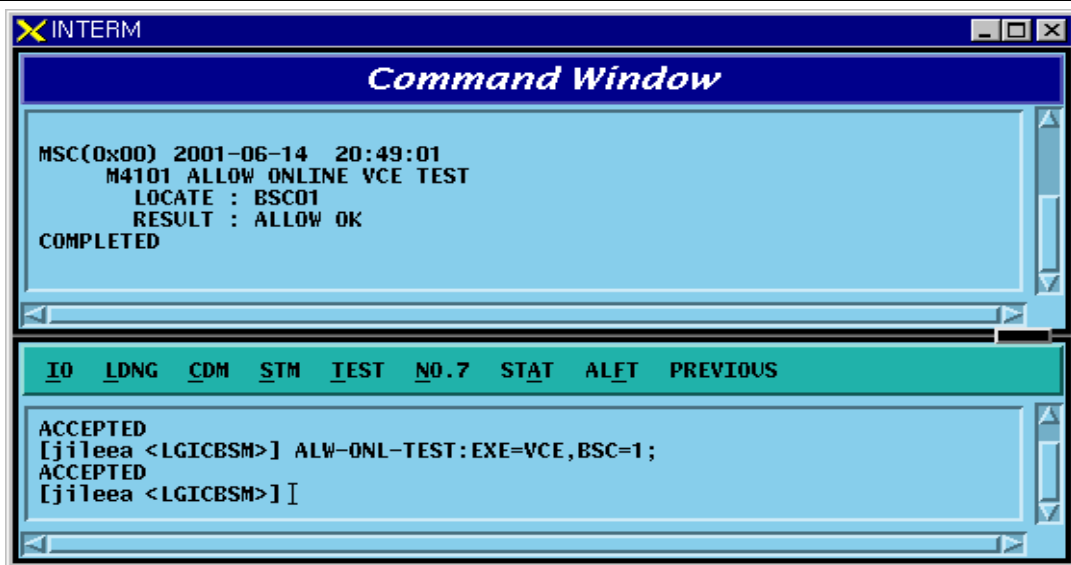 INTERM
Command Window
MSC(0x00) 2001-06-14 20:49:01
M4101 ALLOW ONLINE VCE TEST
LOCATE : BSC01
RESULT : ALLOW OK
COMPLETED
IO LDNG CDM STM TEST NO.7 STAT ALFT PREVIOUS
ACCEPTED
[jileea <LGICBSM>] ALW-ONL-TEST:EXE=VCE,BSC=1;
ACCEPTED
[jileea <LGICBSM>]